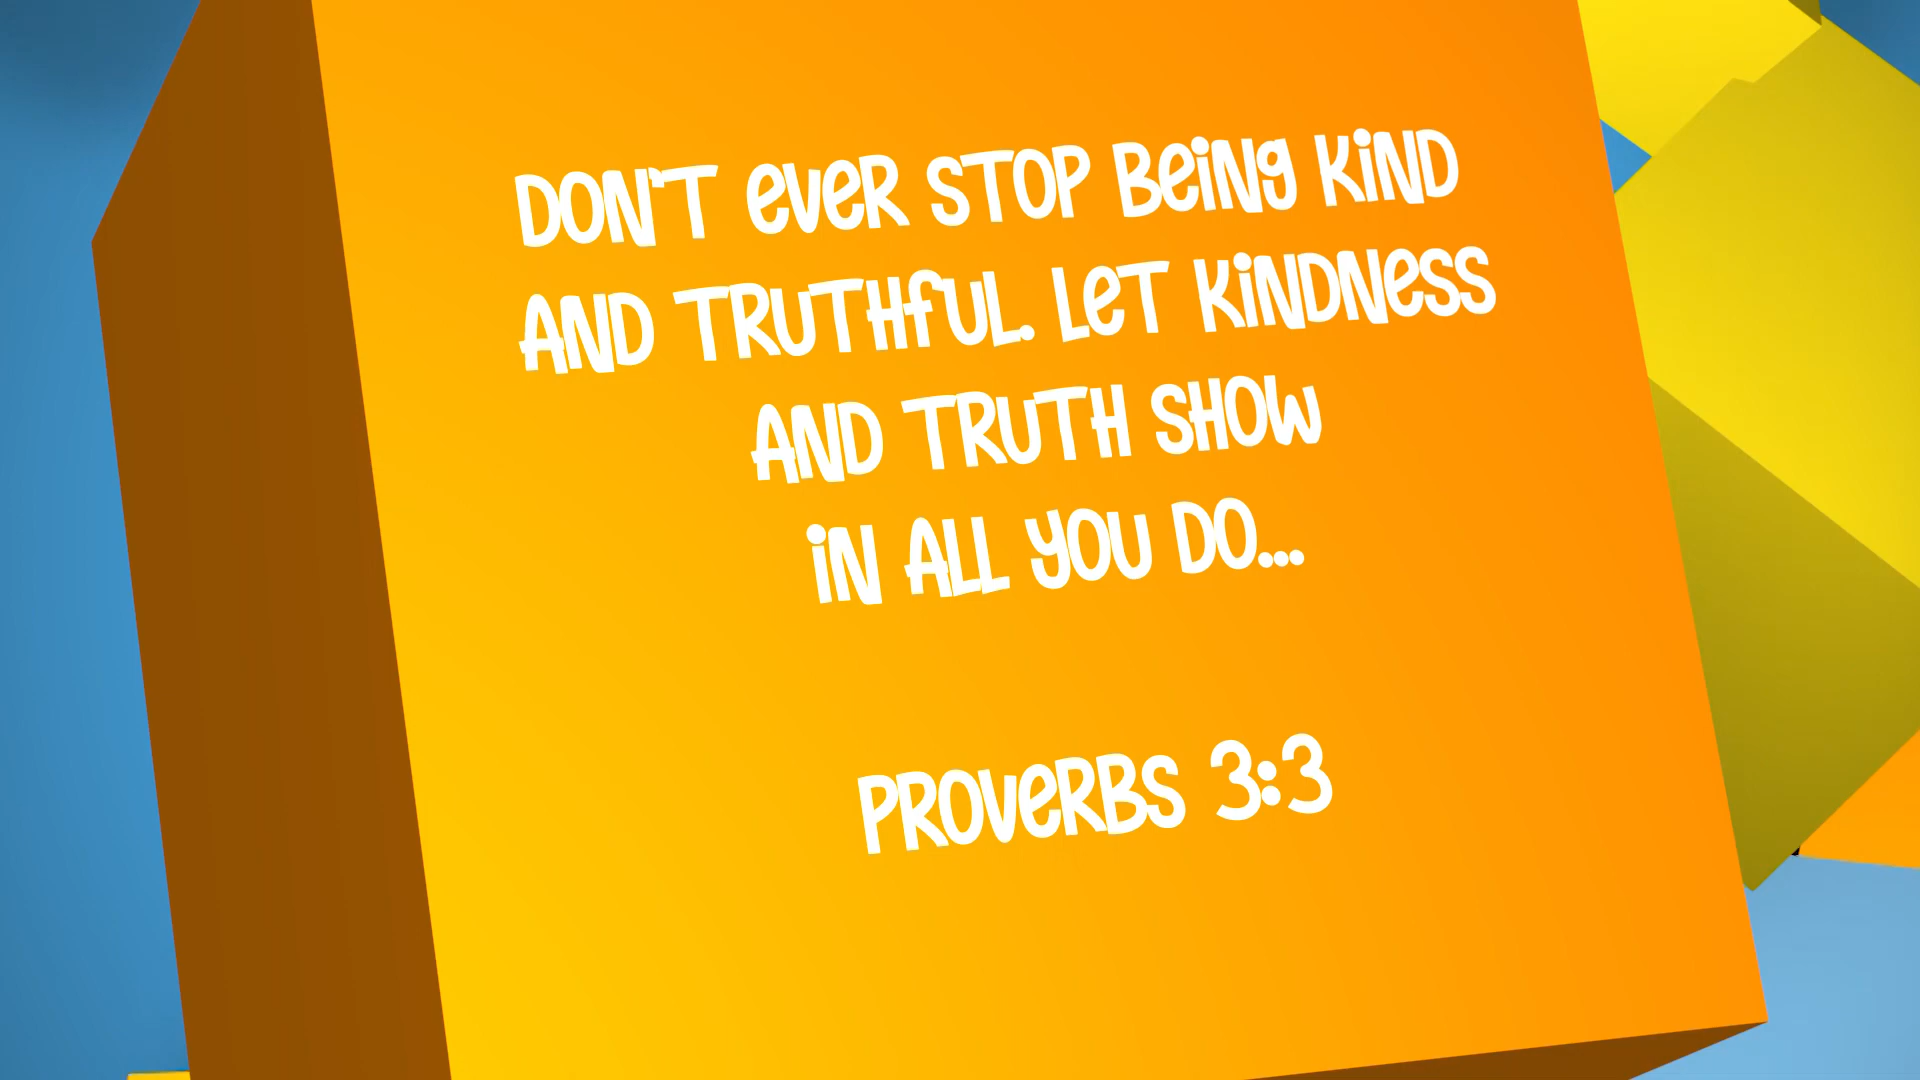 DON'T eVeR STOP BeiNg KiND
AND TRUTHfUL. LeT KiNDNeSS
AND TRUTH SHOW
iN ALL yOU DO...
PROVeRBS 3:3